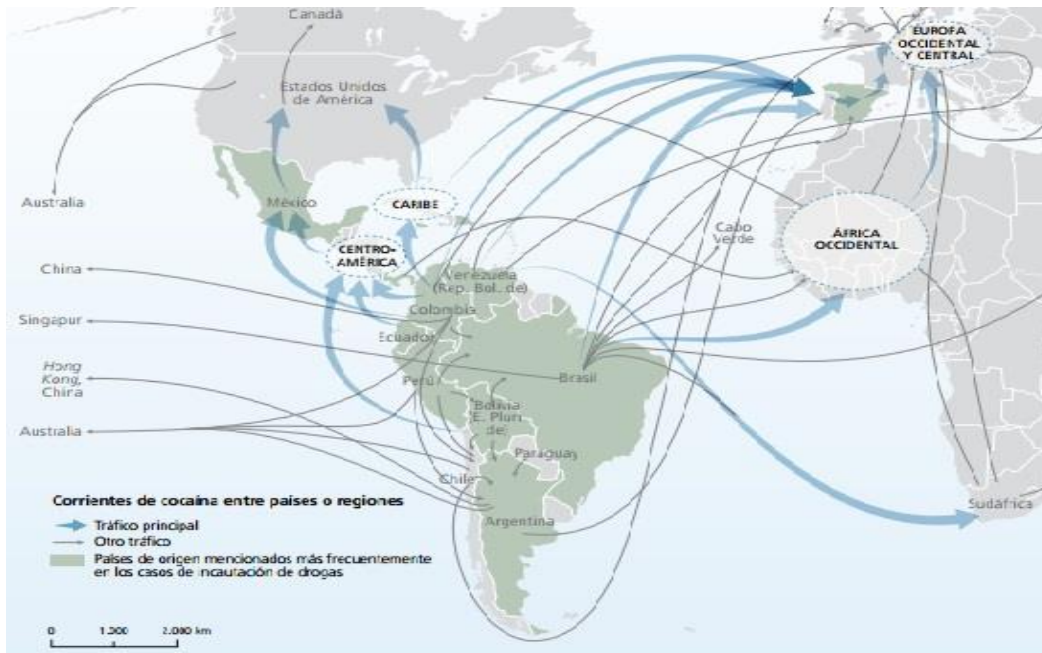 Canadá
EUROPA
OCCIDENTAL
Y CENTRAL
Estados Unidos
de América
Australia
México
CARIBE
CENTRO-
AMÉRICA
Cabo
Verde
ÁFRICA
OCCIDENTAL
China
Venezuela
(Rep. Bol. de)
Colombia
Singapur
Ecuador
Hong
Kong,
China
Perú
Brasil
Bolivia
(E. Plur.
de)
Australia
Paraguay
Chile
Sudáfrica
Argentina
Corrientes de cocaína entre países o regiones
Tráfico principal
Otro tráfico
Países de origen mencionados más frecuentemente
en los casos de incautación de drogas
0 1.000 2.000 km